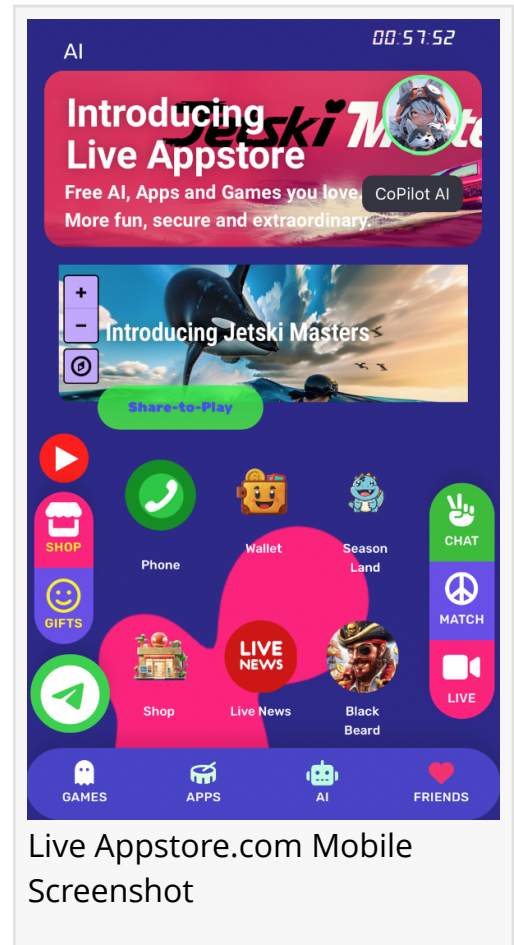 AI
00:57:52
Introducing
Live Appstore
Free AI, Apps and Games you love.
More fun, secure and extraordinary.
CoPilot AI
+
−
Introducing Jetski Masters
Share-to-Play
SHOP
GIFTS
Phone
Wallet
Season
Land
CHAT
MATCH
LIVE
LIVE
NEWS
Shop
Live News
Black
Beard
GAMES
APPS
AI
FRIENDS
Live Appstore.com Mobile
Screenshot